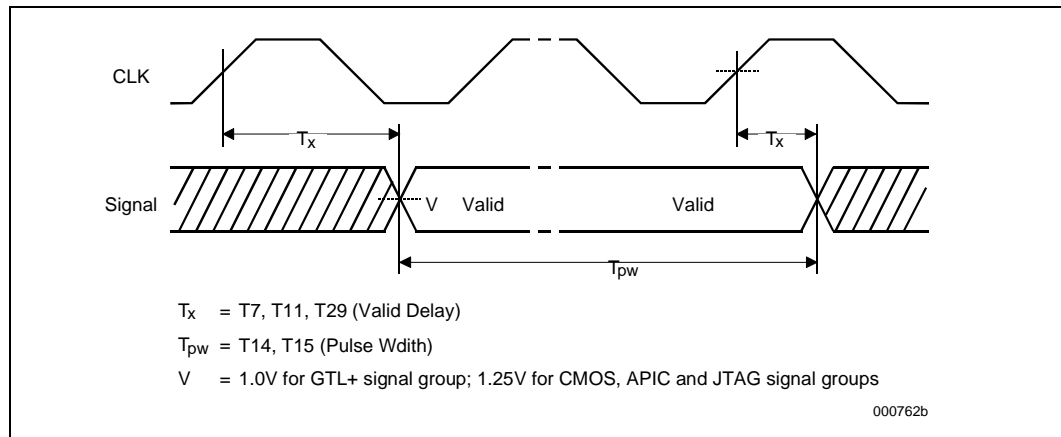 CLK
Tx Tx
Signal V Valid Valid
Tpw
Tx = T7, T11, T29 (Valid Delay)
Tpw = T14, T15 (Pulse Wdith)
V = 1.0V for GTL+ signal group; 1.25V for CMOS, APIC and JTAG signal groups
000762b